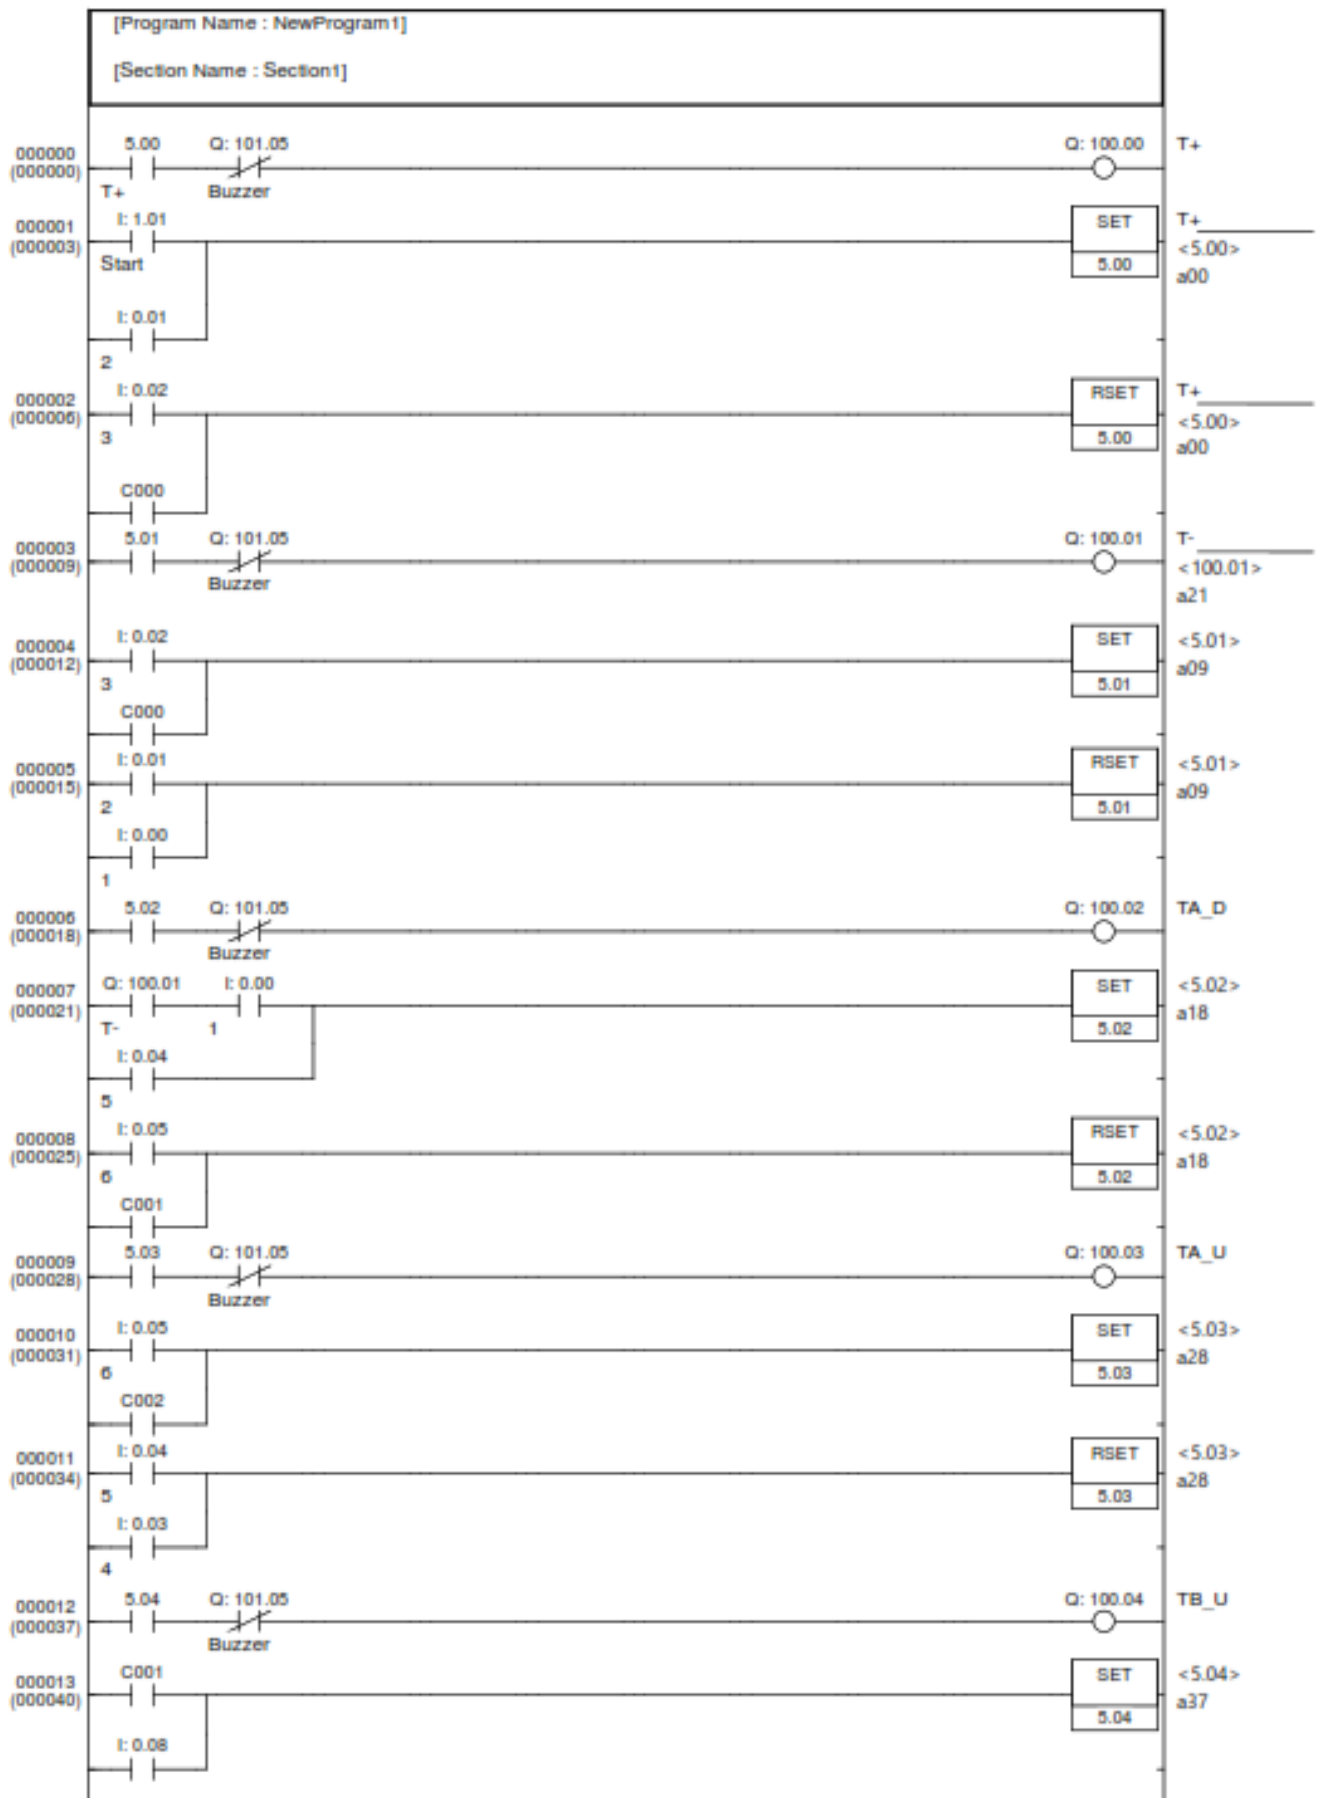 [Program Name : NewProgram1]
[Section Name : Section1]
000000
(000000)
5.00
Q: 101.05
Q: 100.00
T+
T+
Buzzer
000001
(000003)
I: 1.01
SET
T+
Start
5.00
<5.00>
a00
I: 0.01
2
000002
(000006)
I: 0.02
RSET
T+
3
5.00
<5.00>
a00
C000
000003
(000009)
5.01
Q: 101.05
Q: 100.01
T-
Buzzer
<100.01>
a21
000004
(000012)
I: 0.02
SET
<5.01>
3
5.01
a09
C000
000005
(000015)
I: 0.01
RSET
<5.01>
2
5.01
a09
I: 0.00
1
000006
(000018)
5.02
Q: 101.05
Q: 100.02
TA_D
Buzzer
000007
(000021)
Q: 100.01
I: 0.00
SET
<5.02>
T-
1
5.02
a18
I: 0.04
5
000008
(000025)
I: 0.05
RSET
<5.02>
6
5.02
a18
C001
000009
(000028)
5.03
Q: 101.05
Q: 100.03
TA_U
Buzzer
000010
(000031)
I: 0.05
SET
<5.03>
6
5.03
a28
C002
000011
(000034)
I: 0.04
RSET
<5.03>
5
5.03
a28
I: 0.03
4
000012
(000037)
5.04
Q: 101.05
Q: 100.04
TB_U
Buzzer
000013
(000040)
C001
SET
<5.04>
5.04
a37
I: 0.08